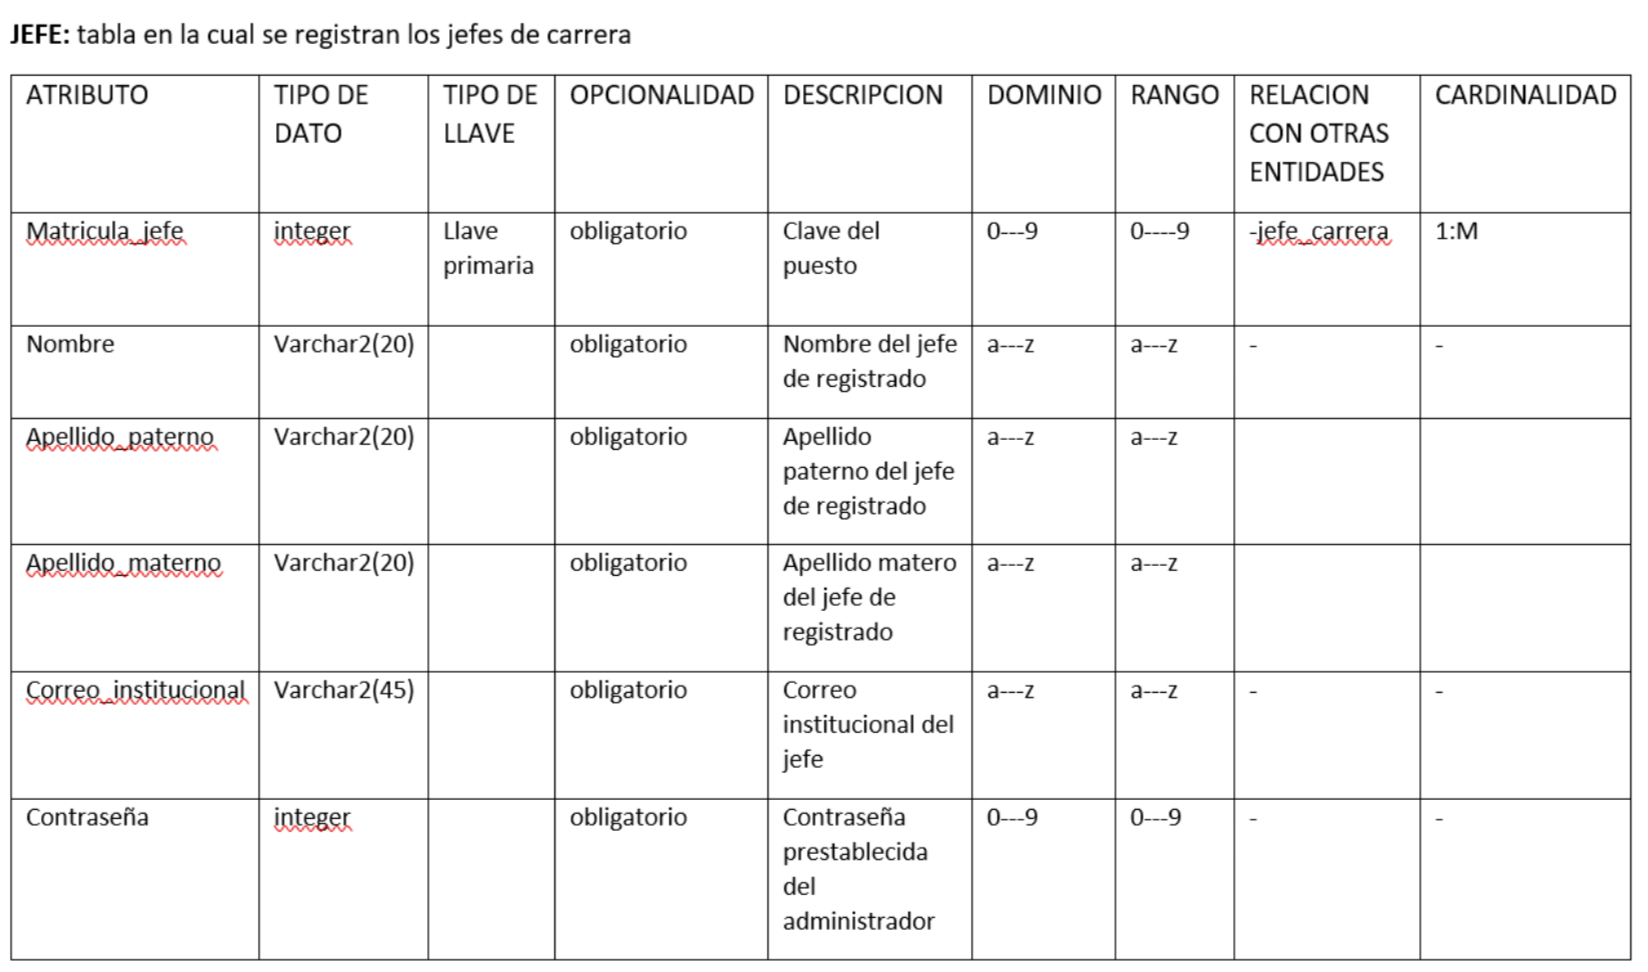 JEFE: tabla en la cual se registran los jefes de carrera
ATRIBUTO TIPO DE DATO TIPO DE LLAVE OPCIONALIDAD DESCRIPCION DOMINIO RANGO RELACION CON OTRAS ENTIDADES CARDINALIDAD
Matricula_jefe integer Llave primaria obligatorio Clave del puesto 0---9 0----9 -jefe_carrera 1:M
Nombre Varchar2(20) obligatorio Nombre del jefe de registrado a---z a---z - -
Apellido_paterno Varchar2(20) obligatorio Apellido paterno del jefe de registrado a---z a---z
Apellido_materno Varchar2(20) obligatorio Apellido matero del jefe de registrado a---z a---z
Correo_institucional Varchar2(45) obligatorio Correo institucional del jefe a---z a---z - -
Contraseña integer obligatorio Contraseña prestablecida del administrador 0---9 0---9 - -